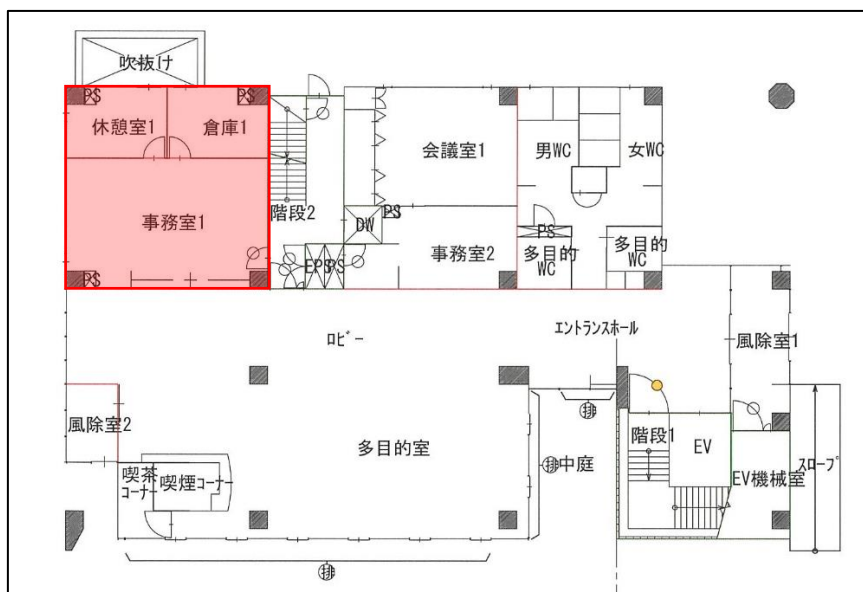 吹抜け
PS
PS
休憩室1
倉庫1
会議室1
男WC
女WC
事務室1
階段2
DW
PS
事務室2
PS
多目的
WC
多目的
WC
PS
EPS
PS
ロビー
エントランスホール
風除室1
風除室2
多目的室
排
排
中庭
階段1
EV
EV機械室
スロープ
喫茶
コーナー
喫煙コーナー
排